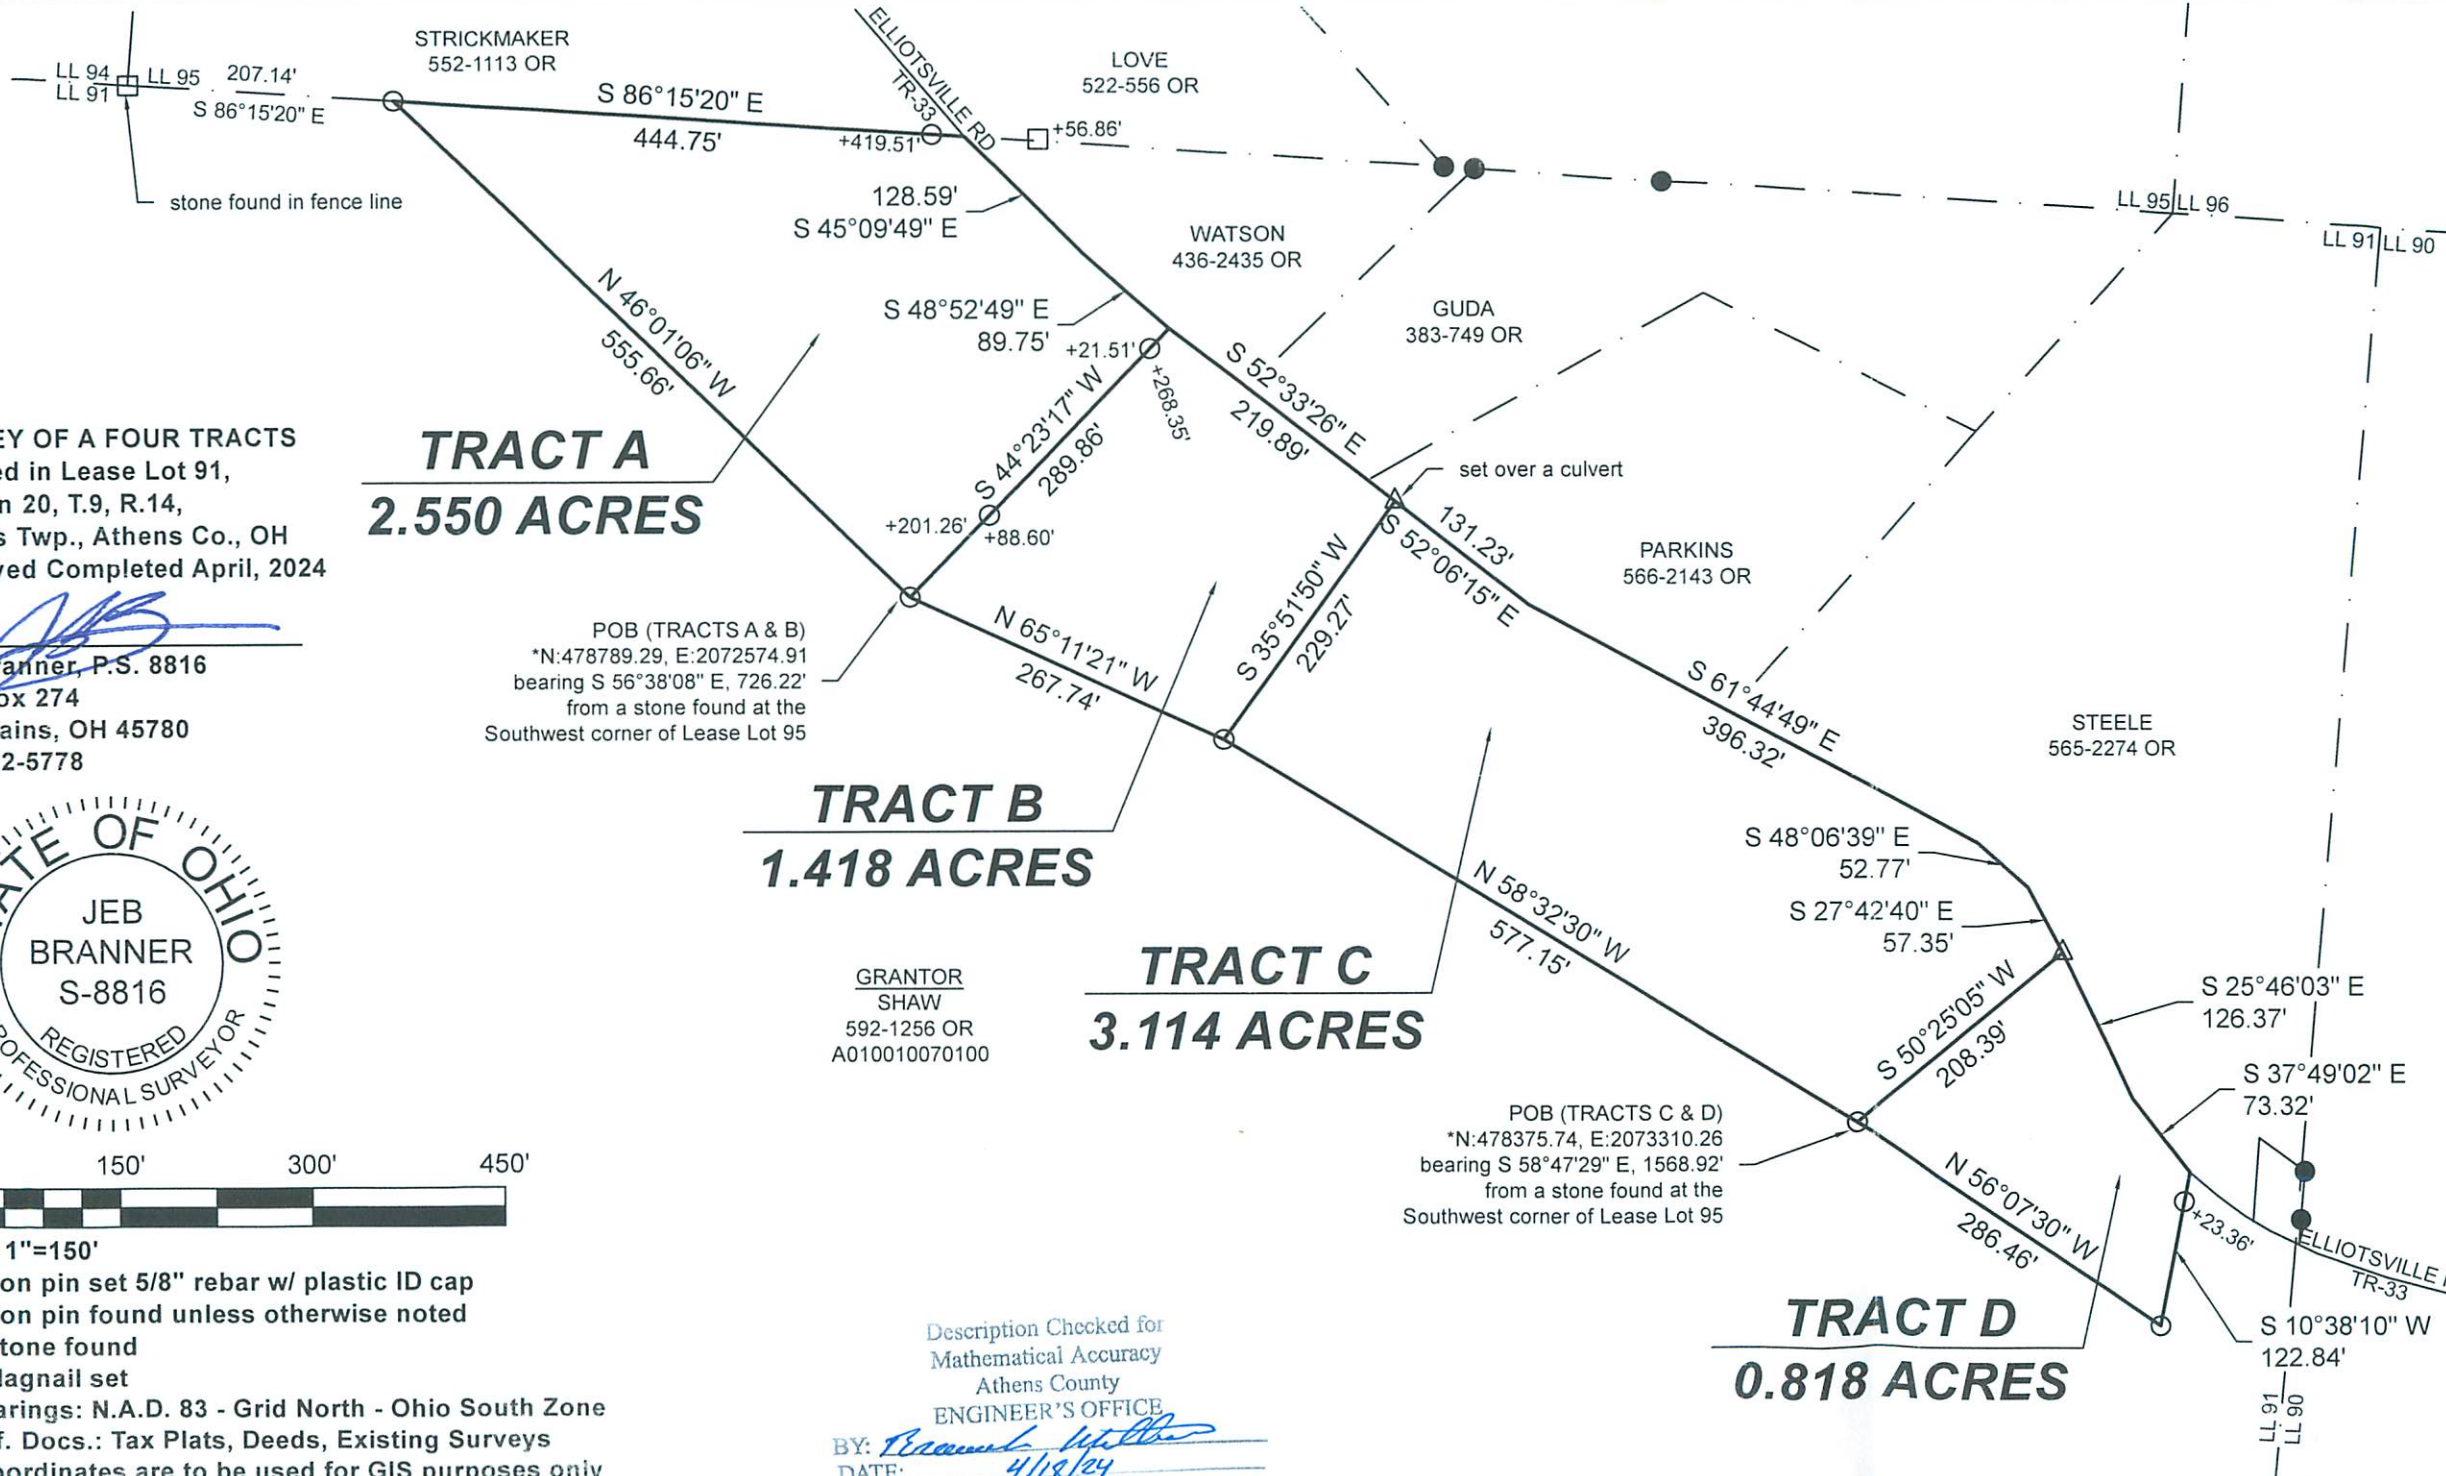 STRICKMAKER
552-1113 OR
LL 94
LL 95
LL 91
207.14'
S 86°15'20" E
stone found in fence line
S 86°15'20" E
444.75'
ELLIOTSVILLE RD
TR-33
+419.51'
+56.86'
LOVE
522-556 OR
128.59'
S 45°09'49" E
WATSON
436-2435 OR
S 48°52'49" E
89.75'
+21.51'
+268.35'
GUDA
383-749 OR
LL 95
LL 96
LL 91
LL 90
N 46°01'06" W
555.66'
S 44°23'17" W
289.86'
S 52°33'26" E
219.89'
set over a culvert
131.23'
S 52°06'15" E
PARKINS
566-2143 OR
EY OF A FOUR TRACTS
ed in Lease Lot 91,
n 20, T.9, R.14,
s Twp., Athens Co., OH
yed Completed April, 2024
anner, P.S. 8816
ox 274
ains, OH 45780
2-5778
TRACT A
2.550 ACRES
+201.26'
+88.60'
POB (TRACTS A & B)
*N:478789.29, E:2072574.91
bearing S 56°38'08" E, 726.22'
from a stone found at the
Southwest corner of Lease Lot 95
N 65°11'21" W
267.74'
S 35°51'50" W
229.27'
S 61°44'49" E
396.32'
STEELE
565-2274 OR
TRACT B
1.418 ACRES
S 48°06'39" E
52.77'
S 27°42'40" E
57.35'
N 58°32'30" W
577.15'
GRANTOR
SHAW
592-1256 OR
A010010070100
TRACT C
3.114 ACRES
S 50°25'05" W
208.39'
S 25°46'03" E
126.37'
S 37°49'02" E
73.32'
ATE OF OHIO
JEB
BRANNER
S-8816
REGISTERED
ROFESSIONAL SURVEYOR
POB (TRACTS C & D)
*N:478375.74, E:2073310.26
bearing S 58°47'29" E, 1568.92'
from a stone found at the
Southwest corner of Lease Lot 95
N 56°07'30" W
286.46'
+23.36'
ELLIOTSVILLE
TR-33
S 10°38'10" W
122.84'
LL 91
LL 90
TRACT D
0.818 ACRES
150' 300' 450'
1"=150'
on pin set 5/8" rebar w/ plastic ID cap
on pin found unless otherwise noted
tone found
agnail set
arings: N.A.D. 83 - Grid North - Ohio South Zone
f. Docs.: Tax Plats, Deeds, Existing Surveys
oordinates are to be used for GIS purposes only
Description Checked for
Mathematical Accuracy
Athens County
ENGINEER'S OFFICE
BY:
DATE: 4/18/24